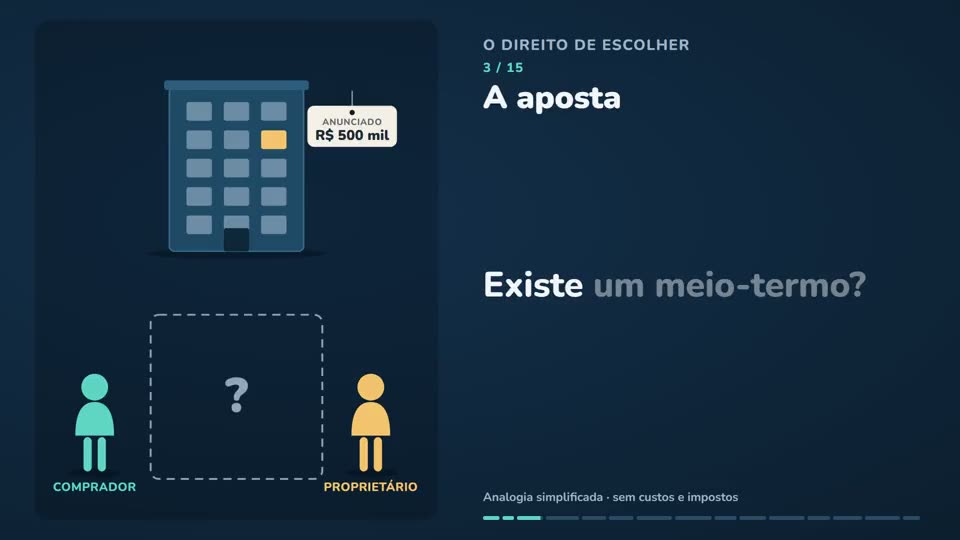 O DIREITO DE ESCOLHER
3 / 15
A aposta
ANUNCIADO
R$ 500 mil
Existe um meio-termo?
?
COMPRADOR
PROPRIETÁRIO
Analogia simplificada · sem custos e impostos